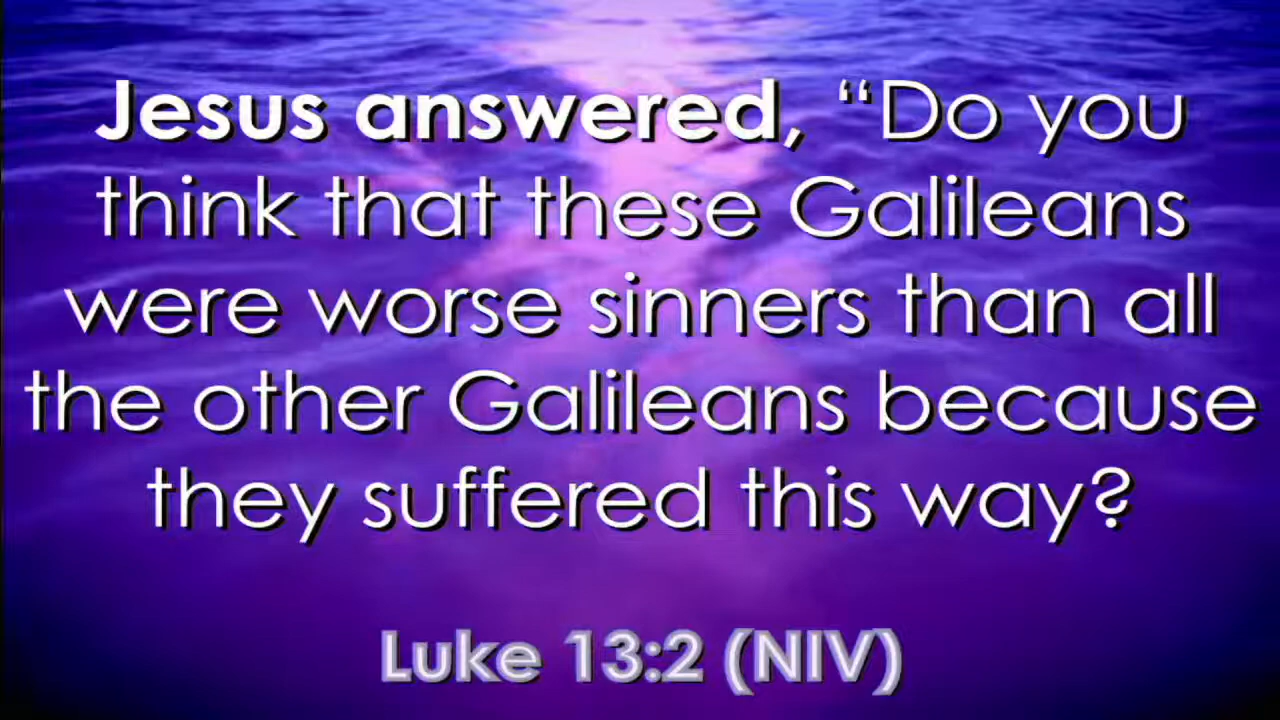 Jesus answered, “Do you
think that these Galileans
were worse sinners than all
the other Galileans because
they suffered this way?
Luke 13:2 (NIV)